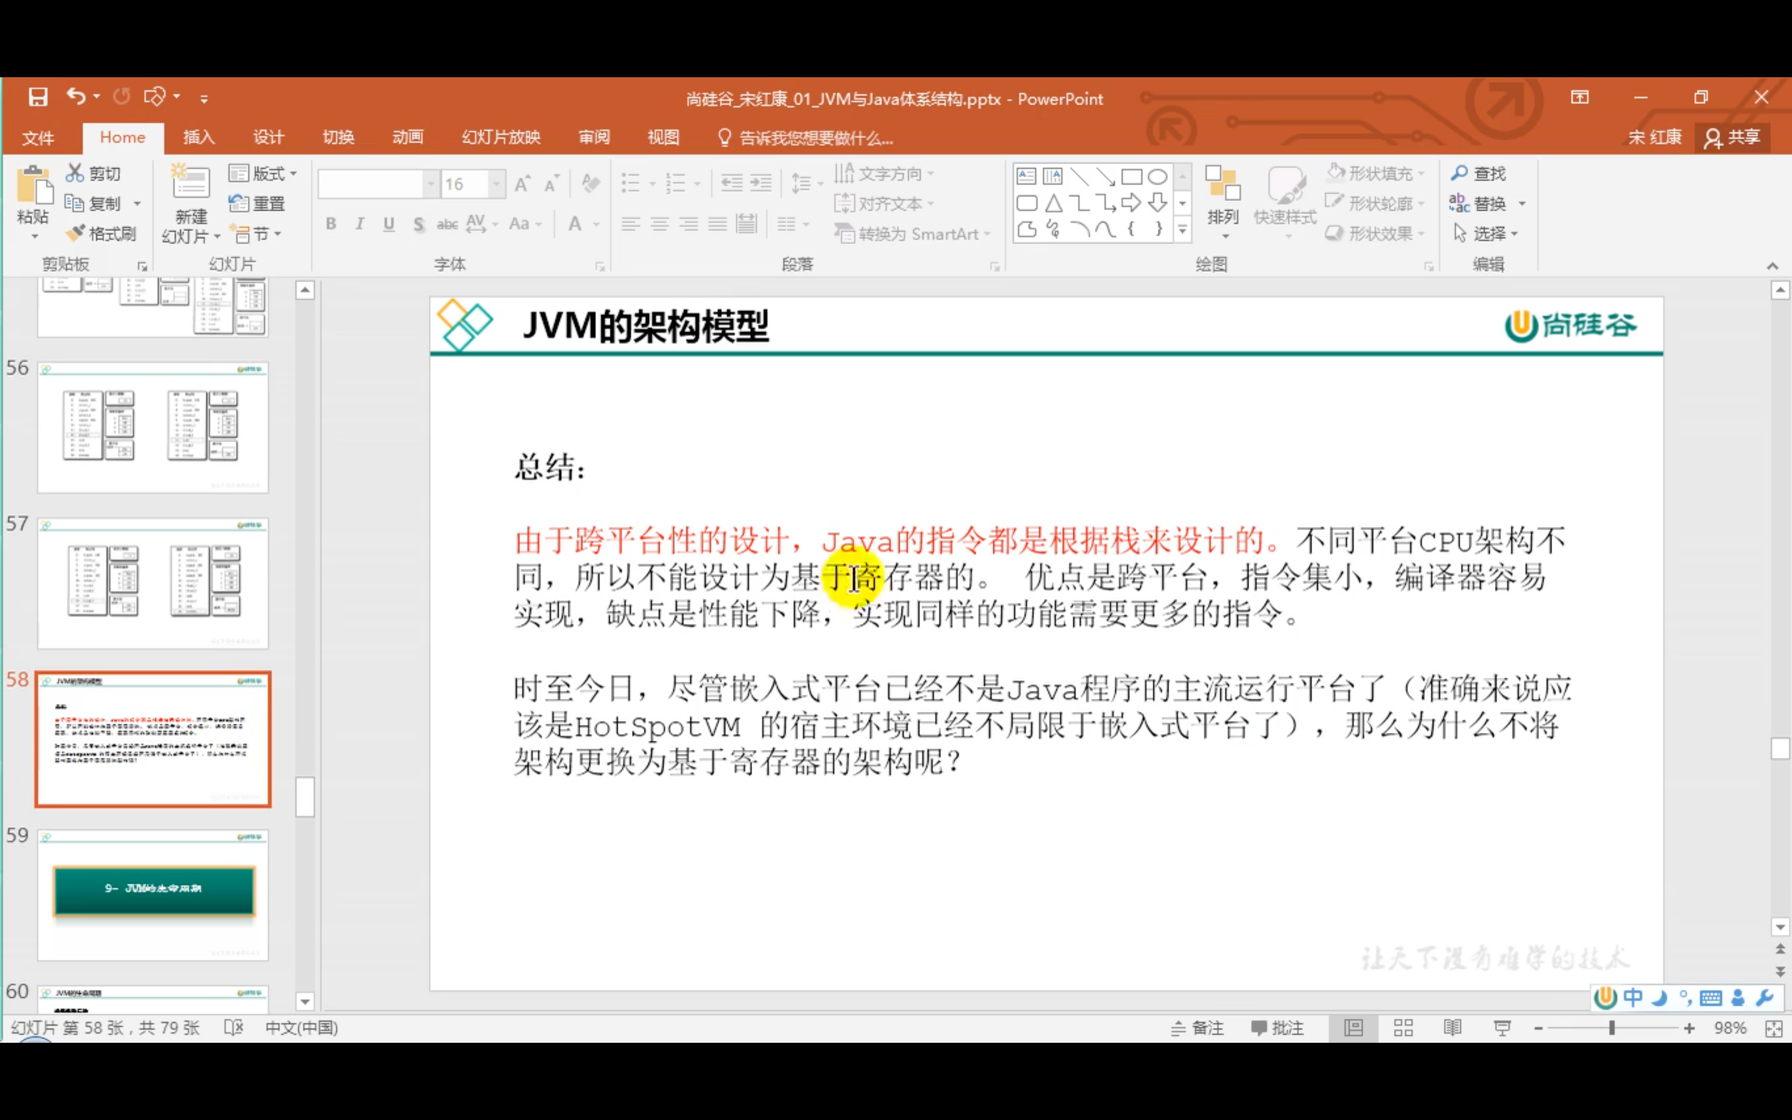 尚硅谷_宋红康_01_JVM与Java体系结构.pptx - PowerPoint
文件 Home 插入 设计 切换 动画 幻灯片放映 审阅 视图 告诉我您想要做什么... 宋 红康 共享
粘贴 剪切 复制 格式刷 剪贴板
新建 幻灯片 版式 重置 节 幻灯片
16 B I U S abc AV Aa A 字体
文字方向 对齐文本 转换为 SmartArt 段落
排列 快速样式 形状填充 形状轮廓 形状效果 绘图
查找 替换 选择 编辑
56
57
58
JVM的架构模型
59
9- JVM的生命周期
60
JVM的生命周期
JVM的架构模型
尚硅谷
总结：
由于跨平台性的设计，Java的指令都是根据栈来设计的。不同平台CPU架构不
同，所以不能设计为基于寄存器的。 优点是跨平台，指令集小，编译器容易
实现，缺点是性能下降，实现同样的功能需要更多的指令。
时至今日，尽管嵌入式平台已经不是Java程序的主流运行平台了（准确来说应
该是HotSpotVM 的宿主环境已经不局限于嵌入式平台了），那么为什么不将
架构更换为基于寄存器的架构呢？
让天下没有难学的技术
中
幻灯片 第 58 张，共 79 张 中文(中国) 备注 批注 98%